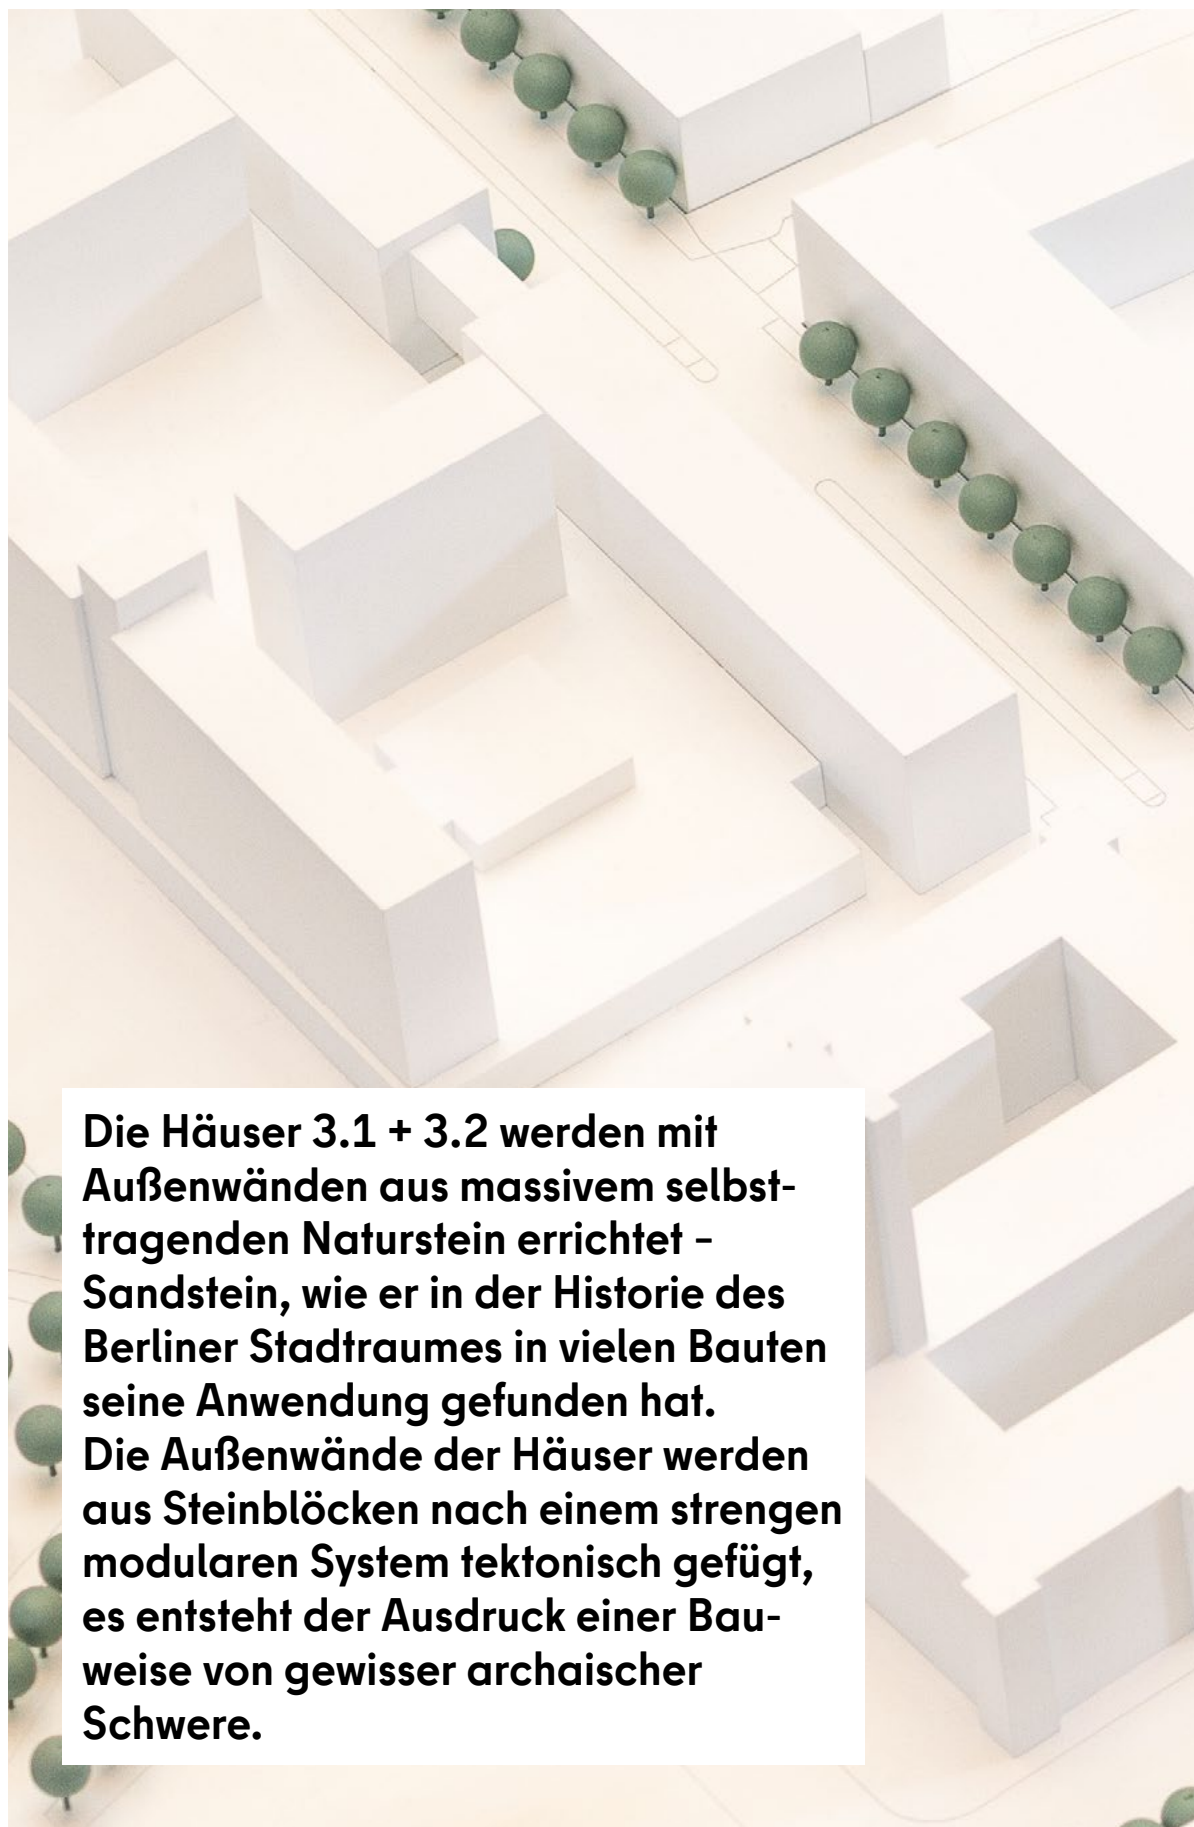 Die Häuser 3.1 + 3.2 werden mit
Außenwänden aus massivem selbst-
tragenden Naturstein errichtet –
Sandstein, wie er in der Historie des
Berliner Stadtraumes in vielen Bauten
seine Anwendung gefunden hat.
Die Außenwände der Häuser werden
aus Steinblöcken nach einem strengen
modularen System tektonisch gefügt,
es entsteht der Ausdruck einer Bau-
weise von gewisser archaischer
Schwere.